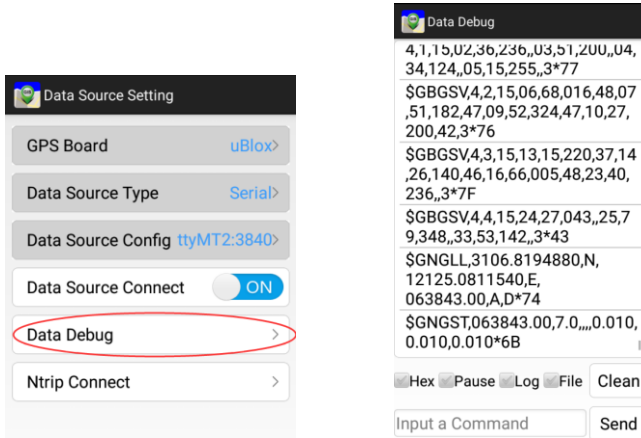 Data Source Setting
GPS Board uBlox>
Data Source Type Serial>
Data Source Config ttyMT2:3840>
Data Source Connect ON
Data Debug >
Ntrip Connect >
Data Debug
4,1,15,02,36,236,,03,51,200,,04,
34,124,,05,15,255,,3*77
$GBGSV,4,2,15,06,68,016,48,07
,51,182,47,09,52,324,47,10,27,
200,42,3*76
$GBGSV,4,3,15,13,15,220,37,14
,26,140,46,16,66,005,48,23,40,
236,,3*7F
$GBGSV,4,4,15,24,27,043,,25,7
9,348,,33,53,142,,3*43
$GNGLL,3106.8194880,N,
12125.0811540,E,
063843.00,A,D*74
$GNGST,063843.00,7.0,,,,0.010,
0.010,0.010*6B
Hex Pause Log File Clean
Input a Command Send